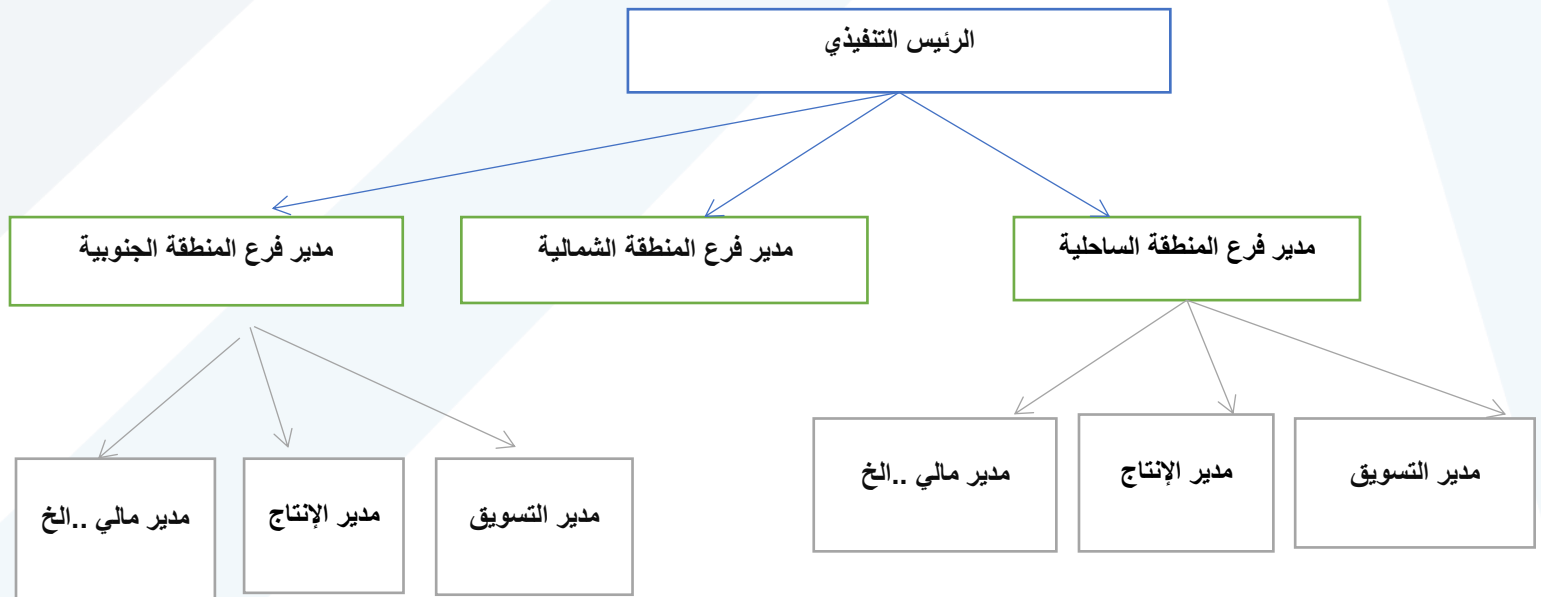 الرئيس التنفيذي
مدير فرع المنطقة الساحلية
مدير فرع المنطقة الشمالية
مدير فرع المنطقة الجنوبية
مدير التسويق
مدير الإنتاج
مدير مالي ..الخ
مدير التسويق
مدير الإنتاج
مدير مالي ..الخ